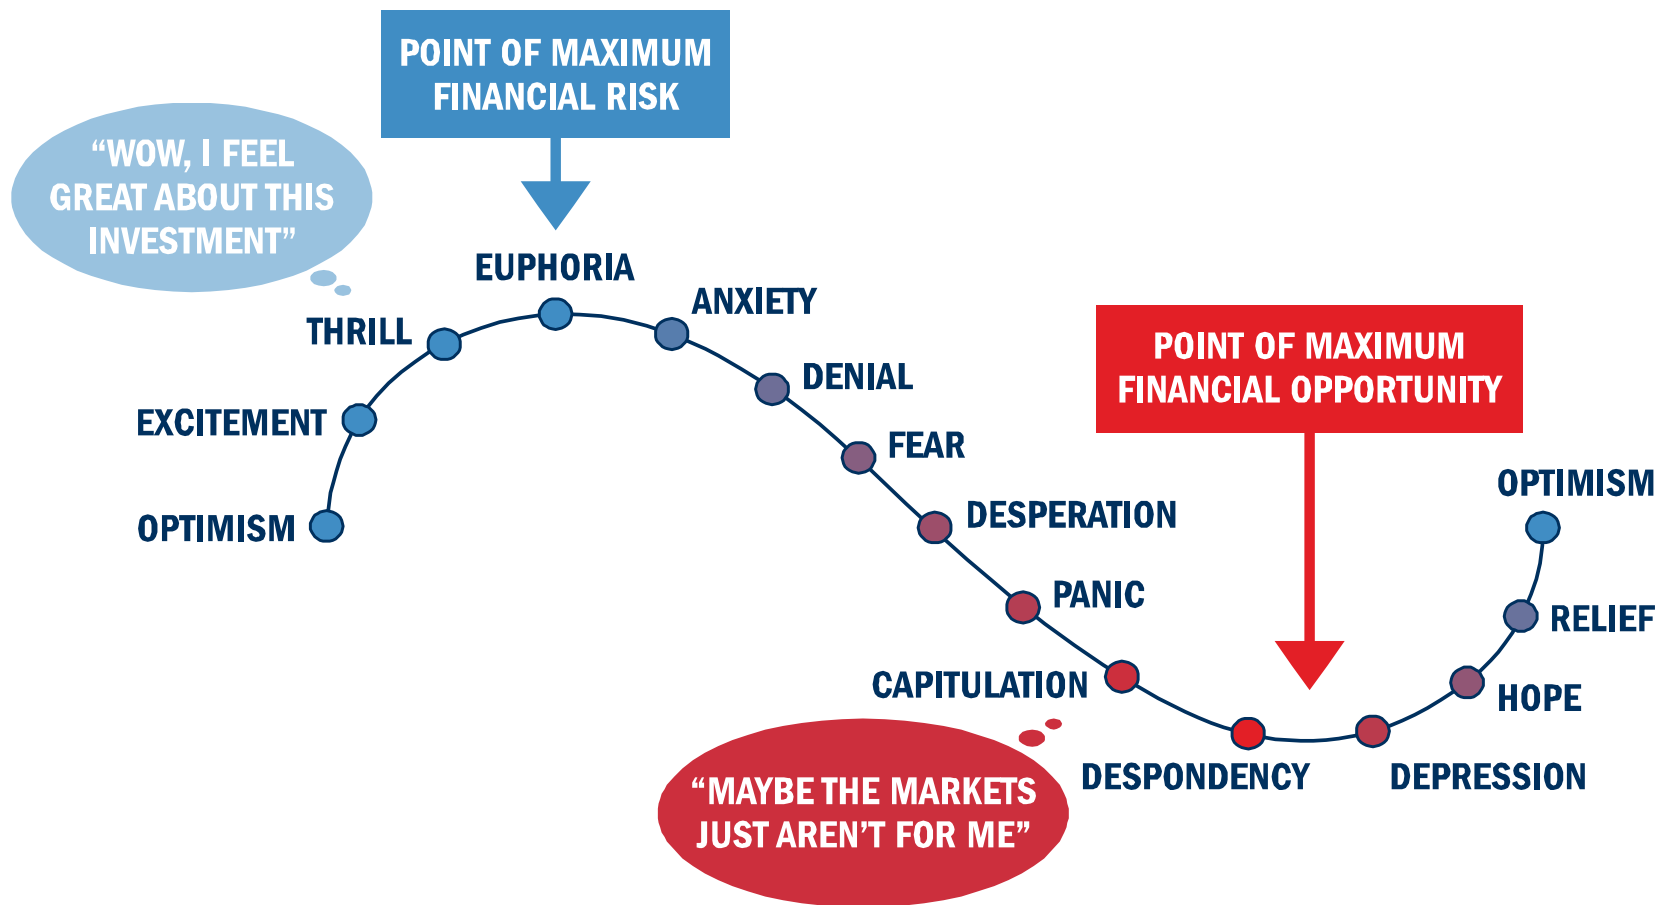 POINT OF MAXIMUM
FINANCIAL RISK
“WOW, I FEEL
GREAT ABOUT THIS
INVESTMENT”
EUPHORIA
ANXIETY
THRILL
POINT OF MAXIMUM
FINANCIAL OPPORTUNITY
DENIAL
EXCITEMENT
FEAR
OPTIMISM
DESPERATION
OPTIMISM
PANIC
RELIEF
CAPITULATION
HOPE
DESPONDENCY
DEPRESSION
“MAYBE THE MARKETS
JUST AREN’T FOR ME”